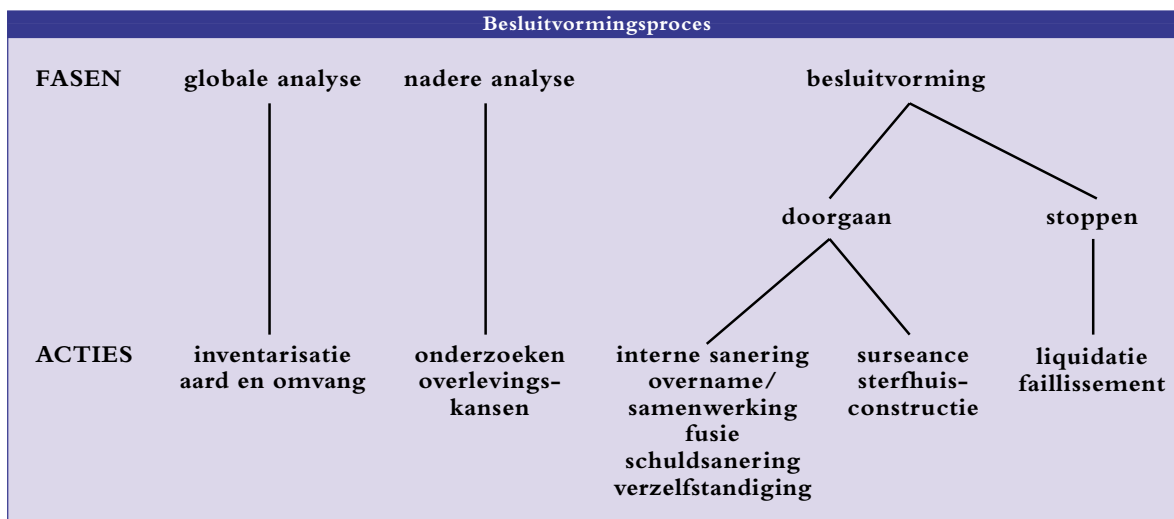 Besluitvormingsproces
FASEN globale analyse nadere analyse besluitvorming
doorgaan stoppen
ACTIES
inventarisatie
aard en omvang
onderzoeken
overlevings-
kansen
interne sanering
overname/
samenwerking
fusie
schuldsanering
verzelfstandiging
surseance
sterfhuis-
constructie
liquidatie
faillissement